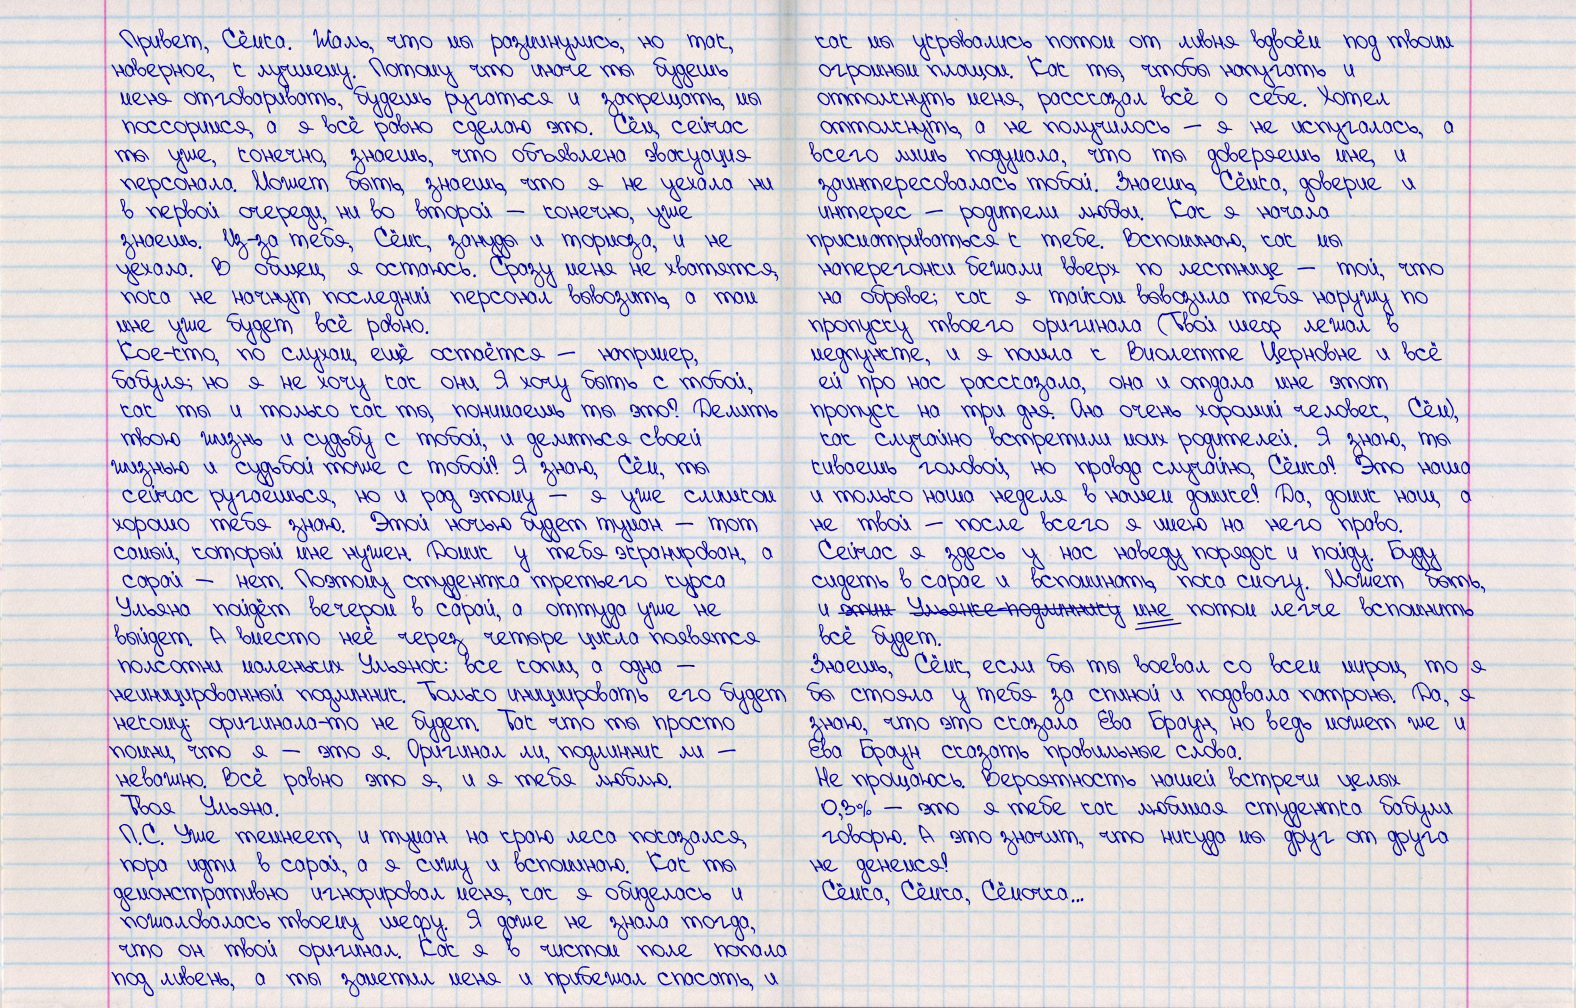 Привет, Сёмка. Жаль, что мы разминулись, но так,
наверное, к лучшему. Потому что иначе ты будешь
меня отговаривать, будешь ругаться и запрещать, мы
поссоримся, а я всё равно сделаю это. Сём, сейчас
ты уже, конечно, знаешь, что объявлена эвакуация
персонала. Может быть, знаешь, что я не уехала ни
в первой очереди, ни во второй — конечно, уже
знаешь. Из-за тебя, Сёмк, зануды и тормоза, и не
уехала. В общем, я остаюсь. Сразу меня не хватятся,
пока не начнут последний персонал вывозить, а там
мне уже будет всё равно.
Кое-кто, по слухам, ещё остаётся — например,
бабуля; но я не хочу как они. Я хочу быть с тобой,
как ты и только как ты, понимаешь ты это? Делить
твою жизнь и судьбу с тобой, и делиться своей
жизнью и судьбой тоже с тобой! Я знаю, Сём, ты
сейчас ругаешься, но и рад этому — я уже слишком
хорошо тебя знаю. Этой ночью будет туман — тот
самый, который мне нужен. Домик у тебя экранирован, а
сарай — нет. Поэтому студентка третьего курса
Ульяна пойдёт вечером в сарай, а оттуда уже не
выйдет. А вместо неё через четыре цикла появятся
полсотни маленьких Ульянок: все копии, а одна —
неинициированный подлинник. Только инициировать его будет
некому: оригинала-то не будет. Так что ты просто
помни, что я — это я. Оригинал ли, подлинник ли —
неважно. Всё равно это я, и я тебя люблю.
Твоя Ульяна.
П.С. Уже темнеет, и туман на краю леса показался,
пора идти в сарай, а я сижу и вспоминаю. Как ты
демонстративно игнорировал меня, как я обиделась и
пожаловалась твоему шефу. Я даже не знала тогда,
что он твой оригинал. Как я в чистом поле попала
под ливень, а ты заметил меня и прибежал спасать, и
как мы укрывались потом от ливня вдвоём под твоим
огромным плащом. Как ты, чтобы напугать и
оттолкнуть меня, рассказал всё о себе. Хотел
оттолкнуть, а не получилось — я не испугалась, а
всего лишь подумала, что ты доверяешь мне, и
заинтересовалась тобой. Знаешь, Сёмка, доверие и
интерес — родители любви. Как я начала
присматриваться к тебе. Вспоминаю, как мы
наперегонки бежали вверх по лестнице — той, что
на обрыве; как я тайком вывозила тебя наружу по
пропуску твоего оригинала (Твой шеф лежал в
медпункте, и я пошла к Виолетте Церновне и всё
ей про нас рассказала, она и отдала мне этот
пропуск на три дня. Она очень хороший человек, Сём),
как случайно встретили моих родителей. Я знаю, ты
киваешь головой, но правда случайно, Сёмка! Это наша
и только наша неделя в нашем домике! Да, домик наш, а
не твой — после всего я имею на него право.
Сейчас я здесь у нас наведу порядок и пойду. Буду
сидеть в сарае и вспоминать, пока смогу. Может быть,
и этим Ульянке-подлиннику мне потом легче вспомнить
всё будет.
Знаешь, Сёмк, если бы ты воевал со всем миром, то я
бы стояла у тебя за спиной и подавала патроны. Да, я
знаю, что это сказала Ева Браун, но ведь может же и
Ева Браун сказать правильные слова.
Не прощаюсь. Вероятность нашей встречи целых
0,3% — это я тебе как любимая студентка бабули
говорю. А это значит, что никуда мы друг от друга
не денемся!
Сёмка, Сёмка, Сёмочка...